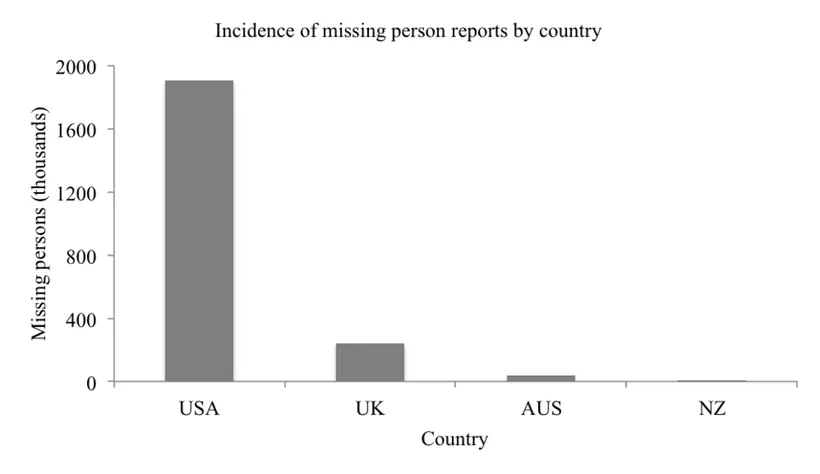 Incidence of missing person reports by country
Missing persons (thousands)
2000
1600
1200
800
400
0
USA
UK
AUS
NZ
Country